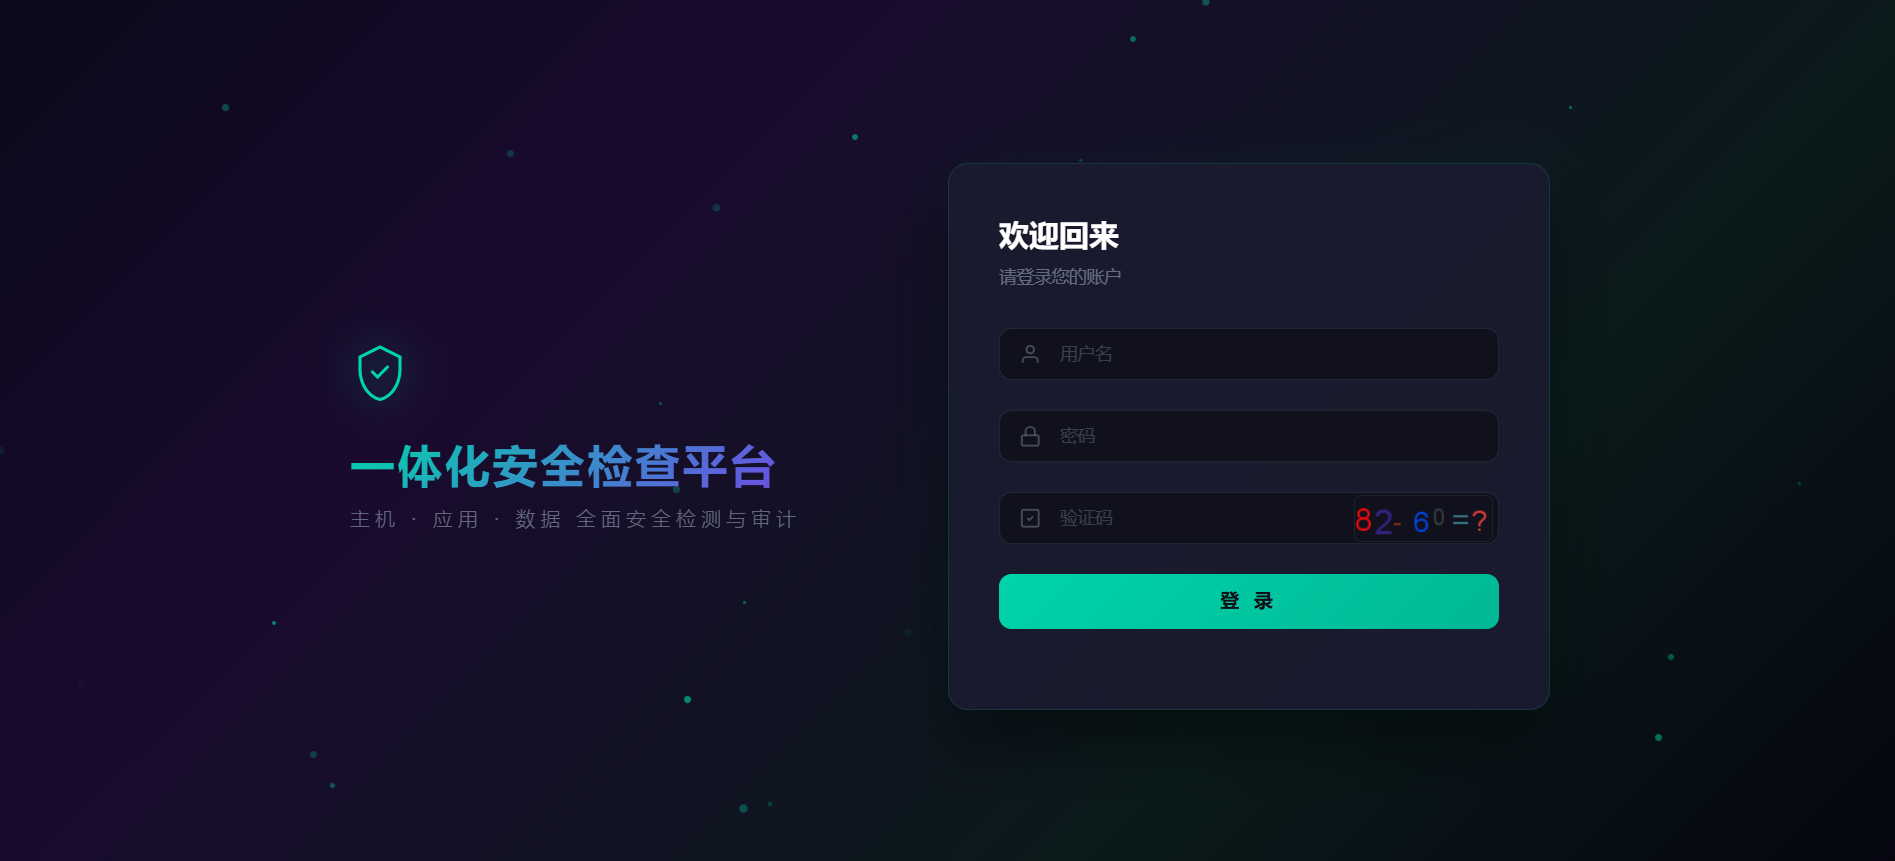 一体化安全检查平台
主机 · 应用 · 数据 全面安全检测与审计
欢迎回来
请登录您的账户
用户名
密码
验证码
82- 60 =?
登 录